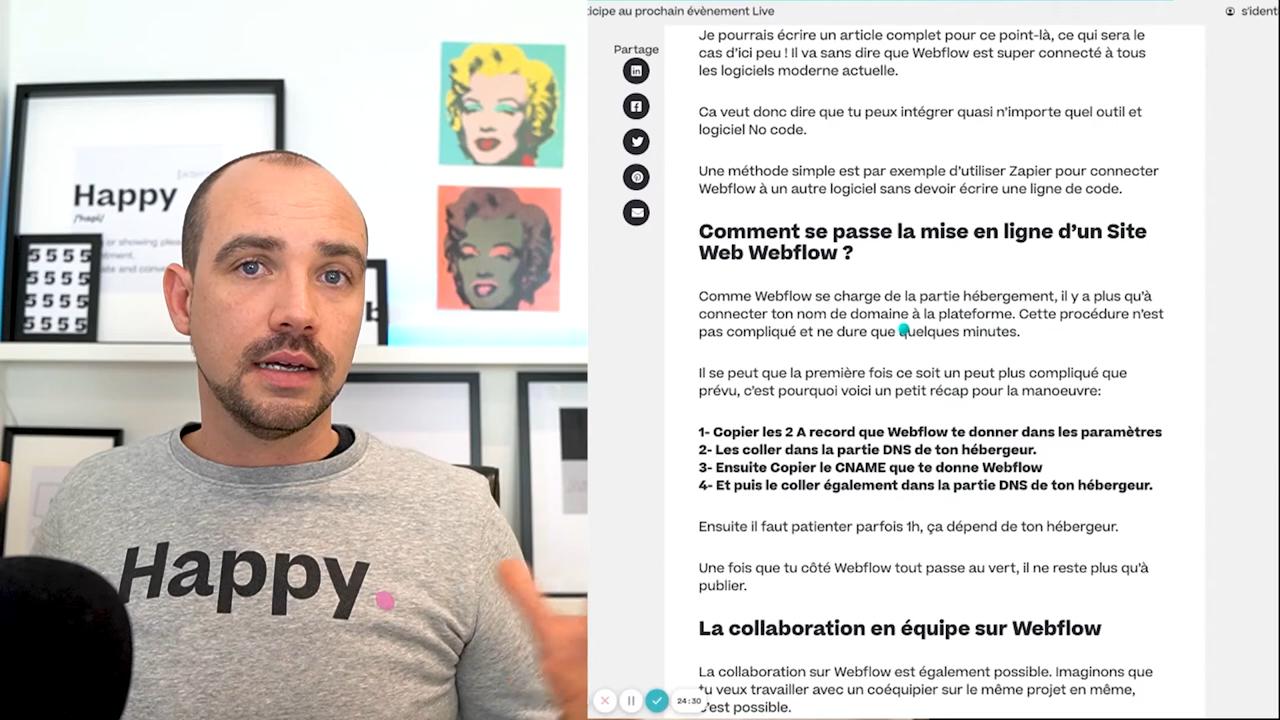 Happy
/'hapi/
or showing plea
ntment.
ate and conve
5555
5555
5555
5555
b
Happy.
icipe au prochain évènement Live
s'ident
Partage
Je pourrais écrire un article complet pour ce point-là, ce qui sera le
cas d'ici peu ! Il va sans dire que Webflow est super connecté à tous
les logiciels moderne actuelle.
Ca veut donc dire que tu peux intégrer quasi n'importe quel outil et
logiciel No code.
Une méthode simple est par exemple d'utiliser Zapier pour connecter
Webflow à un autre logiciel sans devoir écrire une ligne de code.
Comment se passe la mise en ligne d'un Site
Web Webflow ?
Comme Webflow se charge de la partie hébergement, il y a plus qu'à
connecter ton nom de domaine à la plateforme. Cette procédure n'est
pas compliqué et ne dure que quelques minutes.
Il se peut que la première fois ce soit un peut plus compliqué que
prévu, c'est pourquoi voici un petit récap pour la manoeuvre:
1- Copier les 2 A record que Webflow te donner dans les paramètres
2- Les coller dans la partie DNS de ton hébergeur.
3- Ensuite Copier le CNAME que te donne Webflow
4- Et puis le coller également dans la partie DNS de ton hébergeur.
Ensuite il faut patienter parfois 1h, ça dépend de ton hébergeur.
Une fois que tu côté Webflow tout passe au vert, il ne reste plus qu'à
publier.
La collaboration en équipe sur Webflow
La collaboration sur Webflow est également possible. Imaginons que
tu veux travailler avec un coéquipier sur le même projet en même,
c'est possible.
24:30